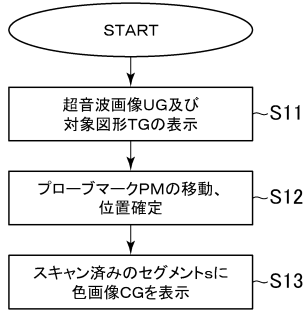 START
超音波画像UG及び
対象図形TGの表示
S11
プローブマークPMの移動、
位置確定
S12
スキャン済みのセグメントsに
色画像CGを表示
S13